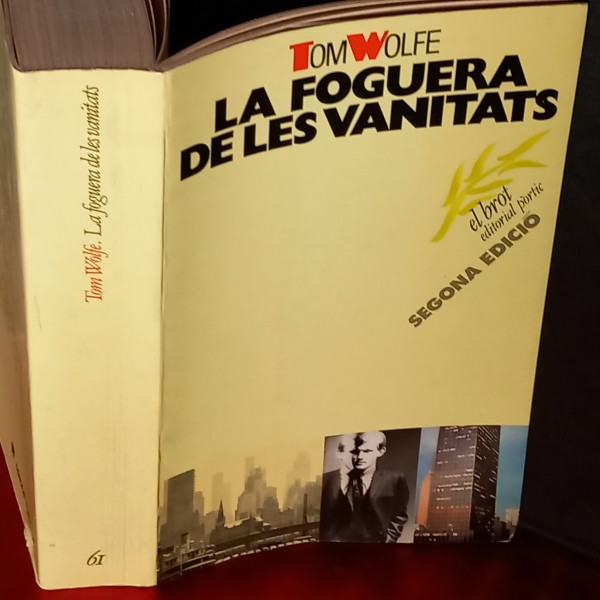 TOM WOLFE
LA FOGUERA
DE LES VANITATS
el brot
editorial pòrtic
SEGONA EDICIÓ
Tom Wolfe. La foguera de les vanitats
61